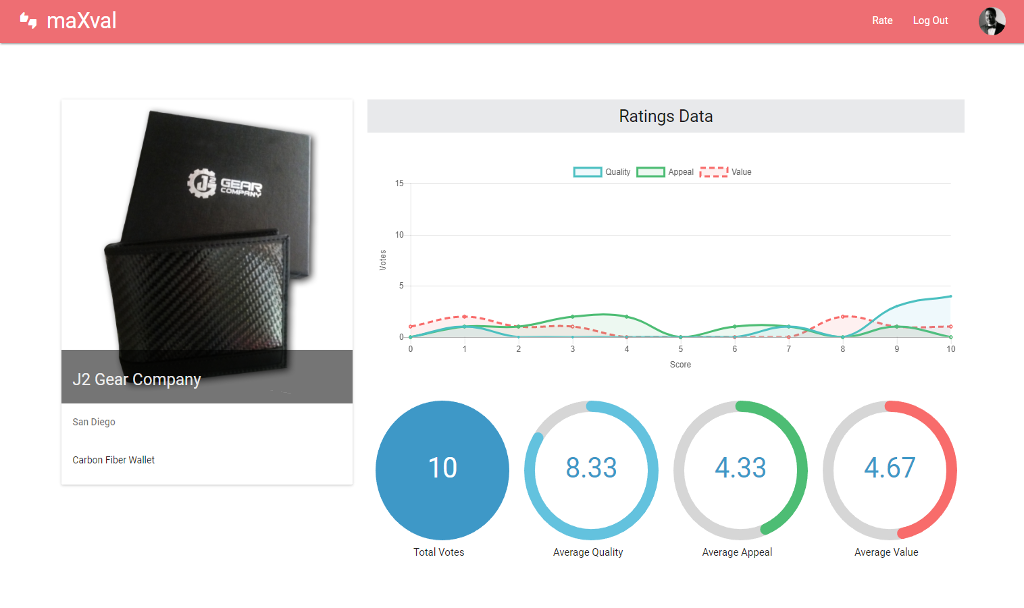 maXval
Rate
Log Out
J2
GEAR
COMPANY
J2 Gear Company
San Diego
Carbon Fiber Wallet
Ratings Data
Quality
Appeal
Value
15
10
5
0
Votes
0 1 2 3 4 5 6 7 8 9 10
Score
10
8.33
4.33
4.67
Total Votes
Average Quality
Average Appeal
Average Value